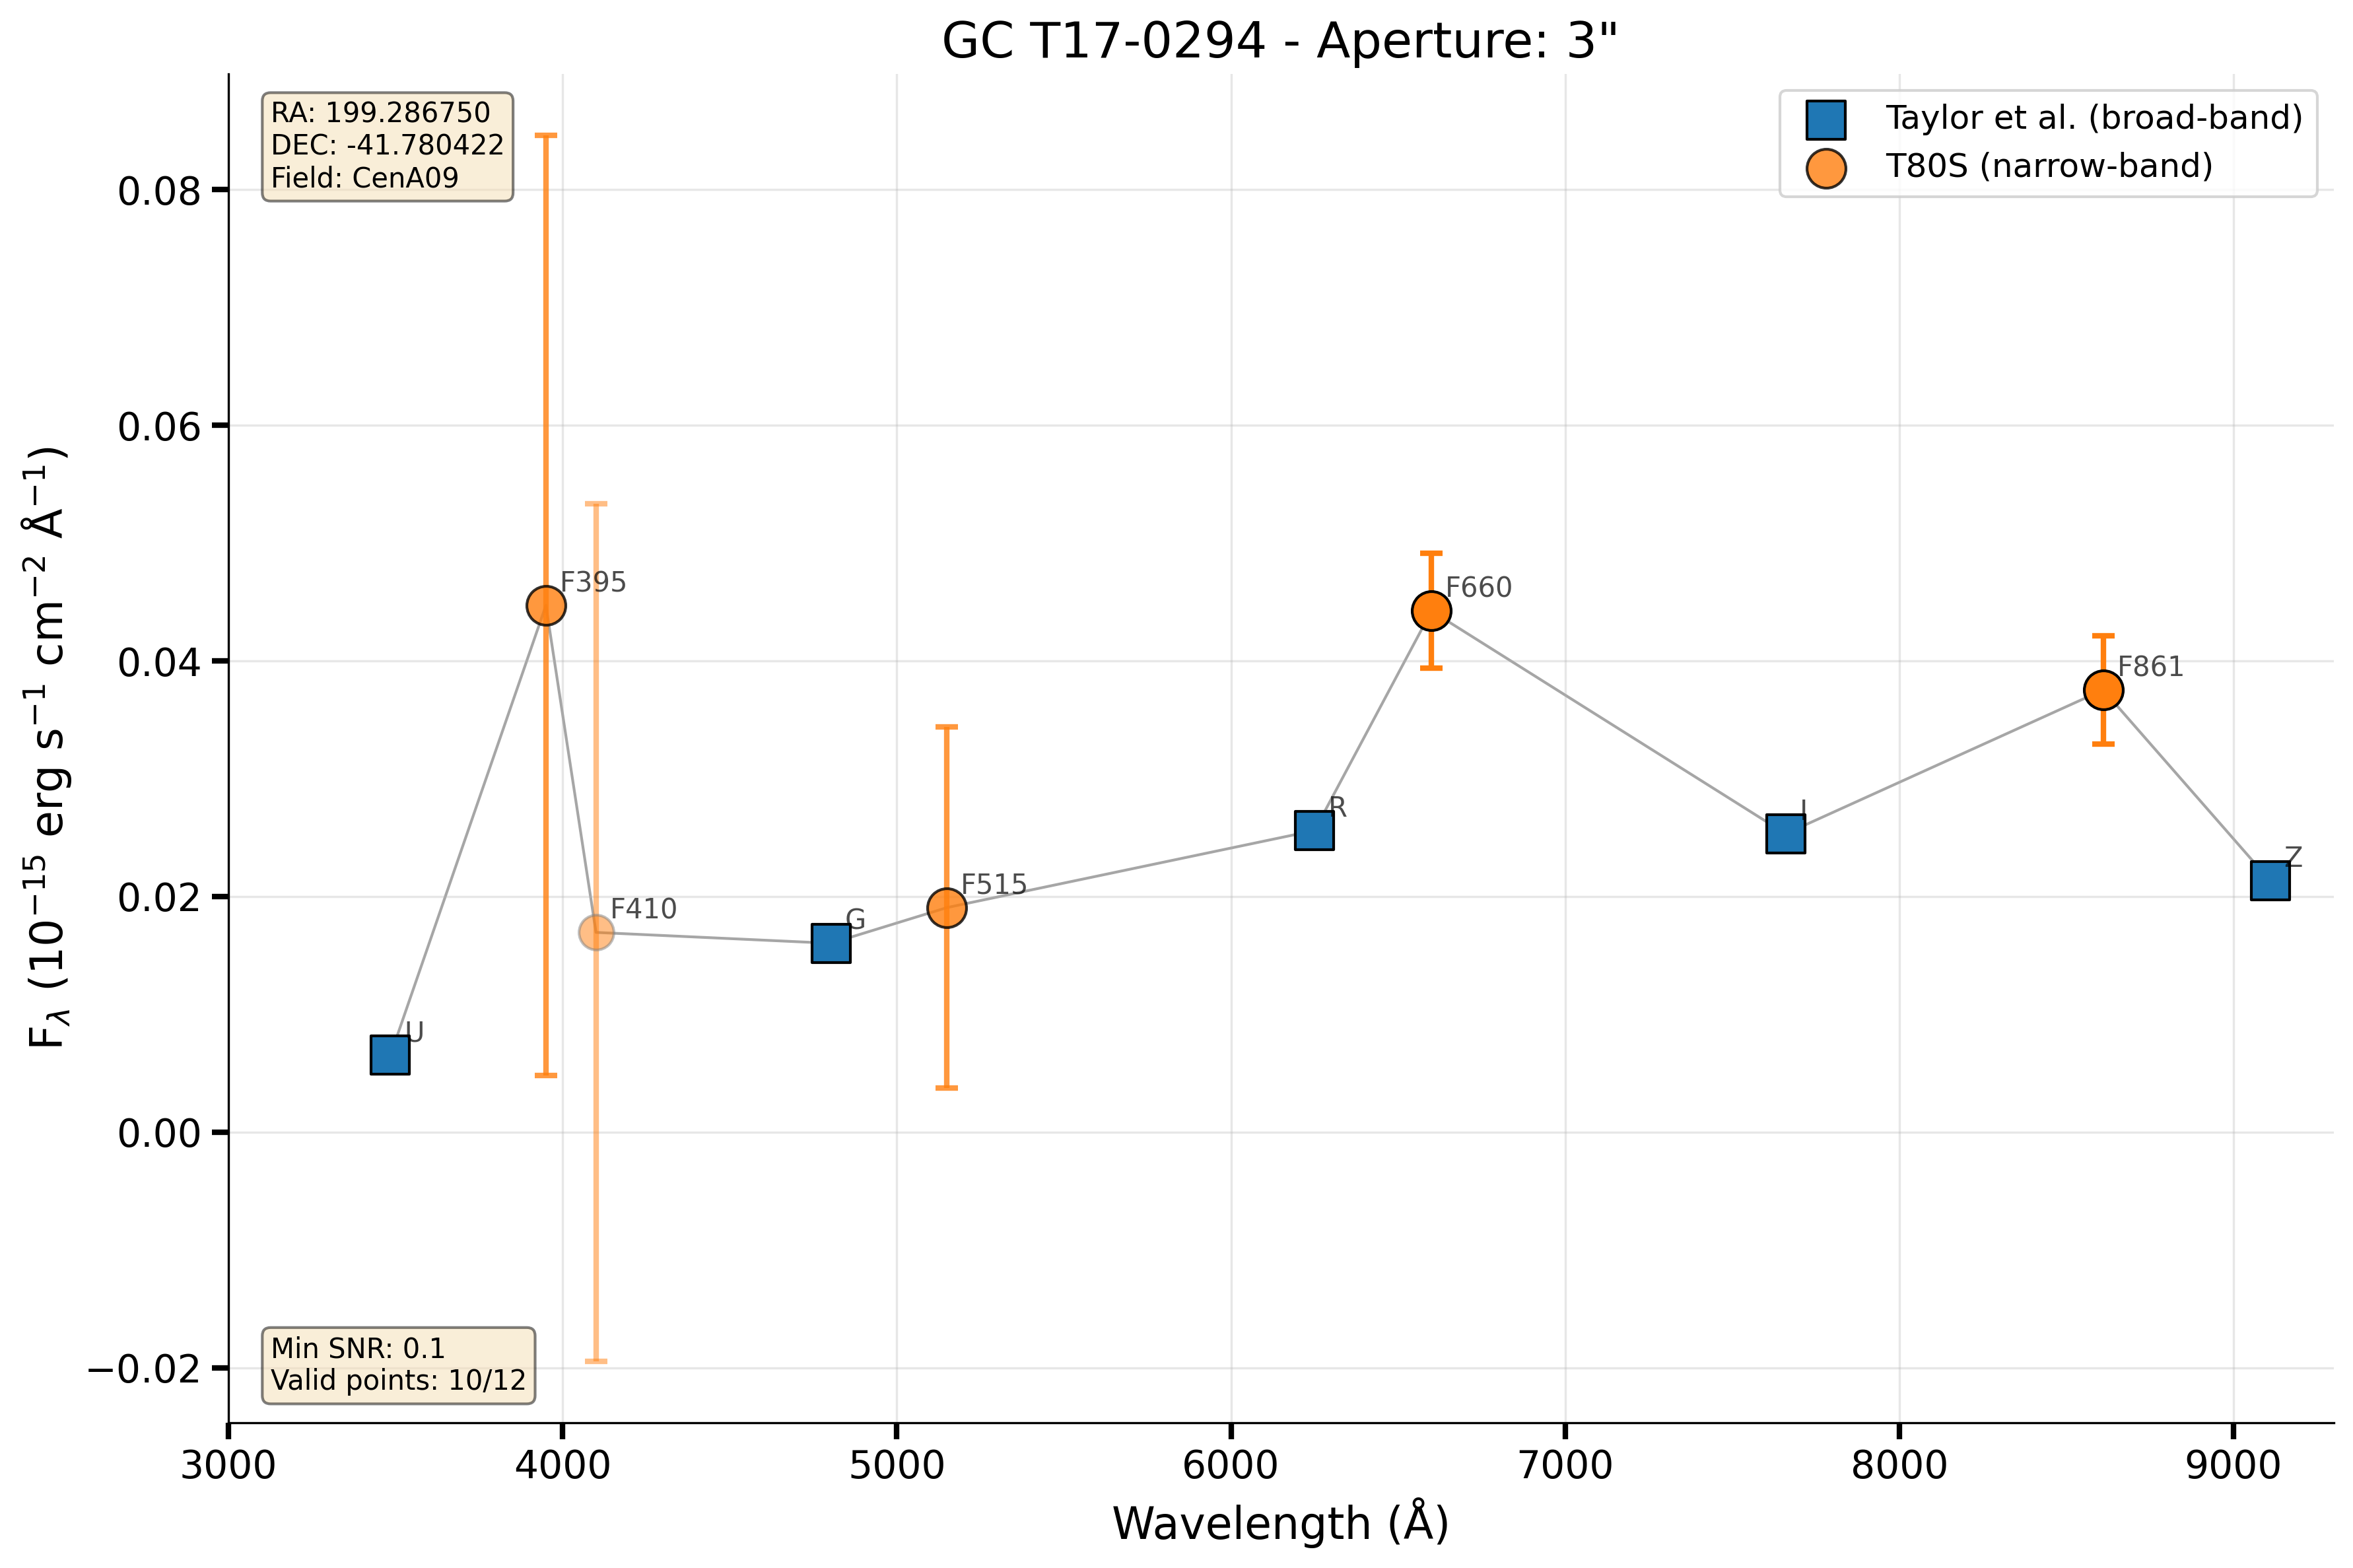 GC T17-0294 - Aperture: 3"
RA: 199.286750
DEC: -41.780422
Field: CenA09
Taylor et al. (broad-band)
T80S (narrow-band)
0.08
0.06
0.04
0.02
0.00
−0.02
F$_λ$ (10$^{−15}$ erg s$^{−1}$ cm$^{−2}$ Å$^{−1}$)
F395
F660
F861
R
I
Z
F515
F410
G
U
Min SNR: 0.1
Valid points: 10/12
3000 4000 5000 6000 7000 8000 9000
Wavelength (Å)